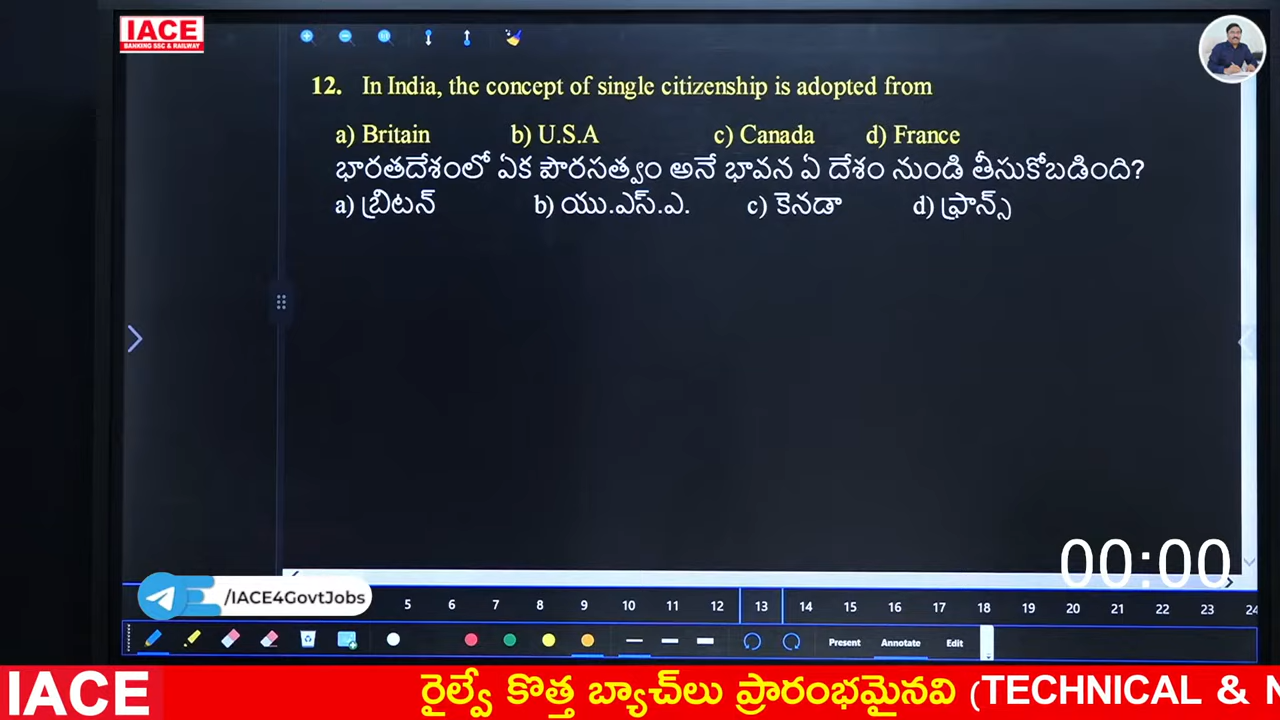 IACE
BANKING SSC & RAILWAY
12. In India, the concept of single citizenship is adopted from
a) Britain b) U.S.A c) Canada d) France
భారతదేశంలో ఏక పౌరసత్వం అనే భావన ఏ దేశం నుండి తీసుకోబడింది?
a) బ్రిటన్ b) యు.ఎస్.ఎ. c) కెనడా d) ఫ్రాన్స్
00:00
/IACE4GovtJobs
5 6 7 8 9 10 11 12 13 14 15 16 17 18 19 20 21 22 23 24
Present Annotate Edit
IACE రైల్వే కొత్త బ్యాచ్‌లు ప్రారంభమైనవి (TECHNICAL & N